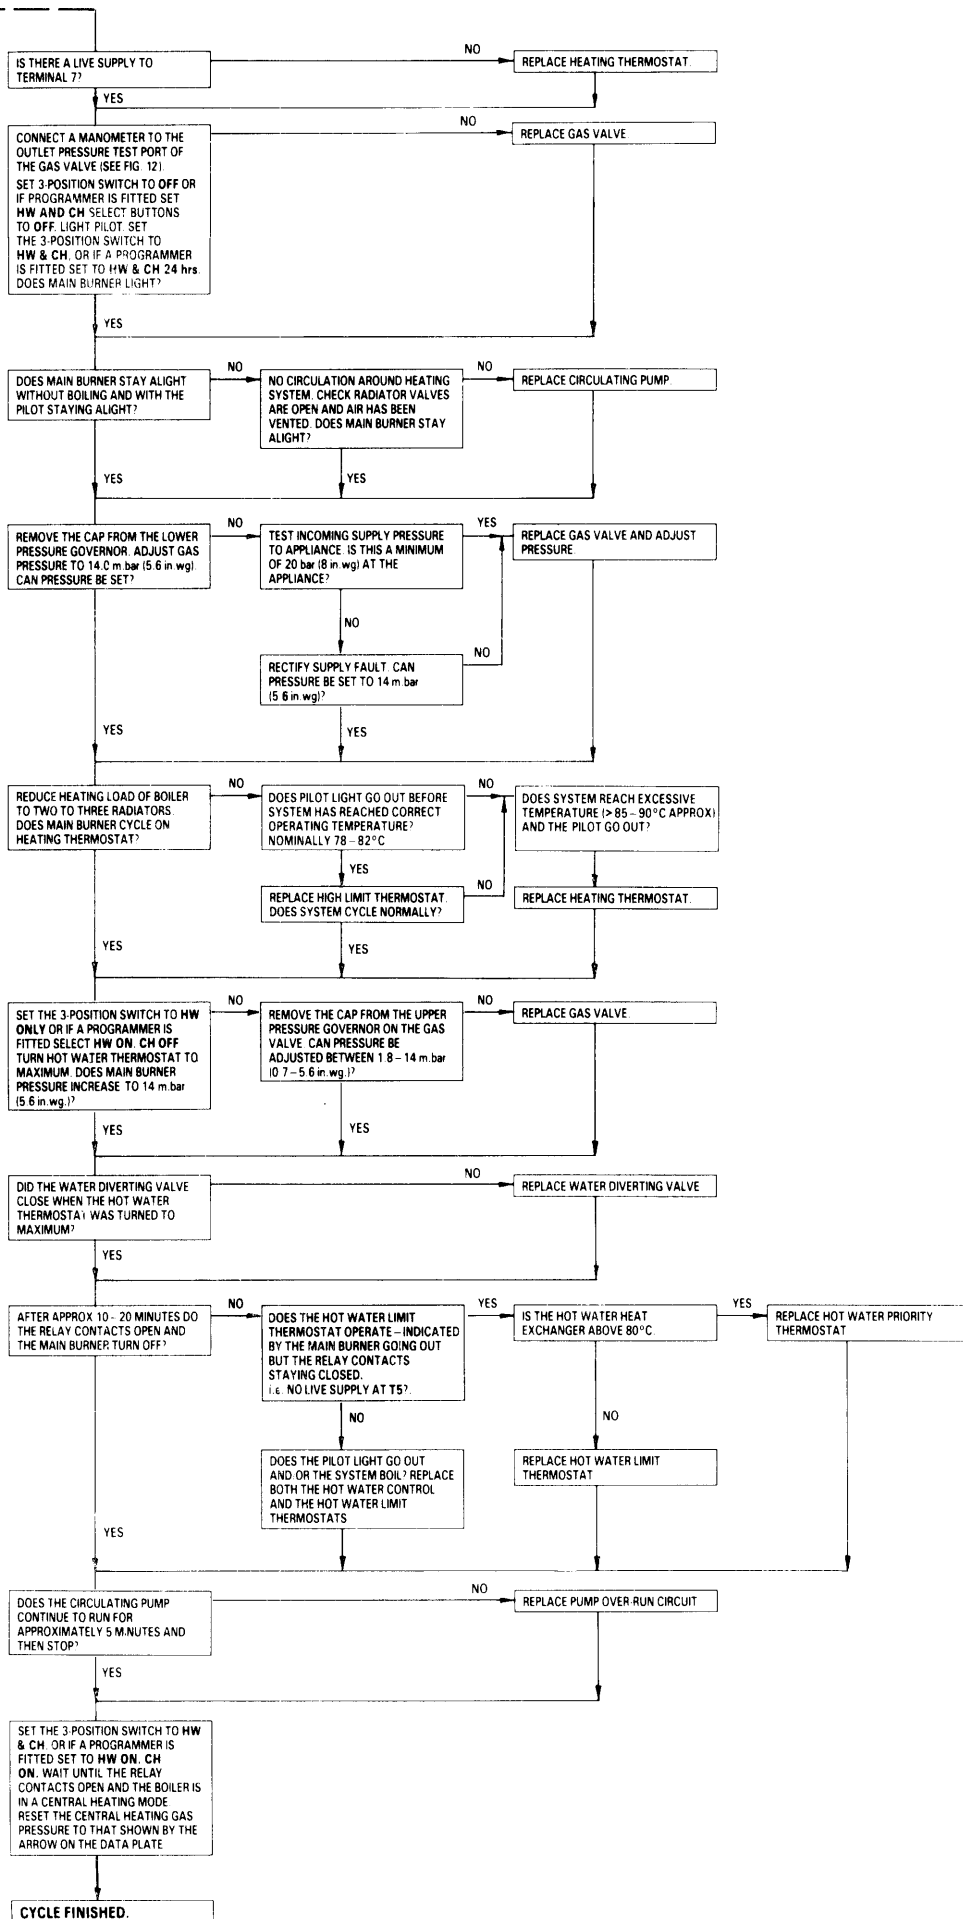 IS THERE A LIVE SUPPLY TO
TERMINAL 7?
NO
REPLACE HEATING THERMOSTAT.
YES
CONNECT A MANOMETER TO THE
OUTLET PRESSURE TEST PORT OF
THE GAS VALVE (SEE FIG. 12).
SET 3-POSITION SWITCH TO OFF OR
IF PROGRAMMER IS FITTED SET
HW AND CH SELECT BUTTONS
TO OFF. LIGHT PILOT. SET
THE 3-POSITION SWITCH TO
HW & CH, OR IF A PROGRAMMER
IS FITTED SET TO HW & CH 24 hrs.
DOES MAIN BURNER LIGHT?
NO
REPLACE GAS VALVE
YES
DOES MAIN BURNER STAY ALIGHT
WITHOUT BOILING AND WITH THE
PILOT STAYING ALIGHT?
NO
NO CIRCULATION AROUND HEATING
SYSTEM. CHECK RADIATOR VALVES
ARE OPEN AND AIR HAS BEEN
VENTED. DOES MAIN BURNER STAY
ALIGHT?
NO
REPLACE CIRCULATING PUMP.
YES
YES
REMOVE THE CAP FROM THE LOWER
PRESSURE GOVERNOR. ADJUST GAS
PRESSURE TO 14.0 m.bar (5.6 in.wg).
CAN PRESSURE BE SET?
NO
TEST INCOMING SUPPLY PRESSURE
TO APPLIANCE. IS THIS A MINIMUM
OF 20 bar (8 in.wg) AT THE
APPLIANCE?
YES
REPLACE GAS VALVE AND ADJUST
PRESSURE.
NO
RECTIFY SUPPLY FAULT. CAN
PRESSURE BE SET TO 14 m.bar
(5.6 in.wg)?
NO
YES
YES
REDUCE HEATING LOAD OF BOILER
TO TWO TO THREE RADIATORS.
DOES MAIN BURNER CYCLE ON
HEATING THERMOSTAT?
NO
DOES PILOT LIGHT GO OUT BEFORE
SYSTEM HAS REACHED CORRECT
OPERATING TEMPERATURE?
NOMINALLY 78 – 82°C
NO
DOES SYSTEM REACH EXCESSIVE
TEMPERATURE (> 85 – 90°C APPROX)
AND THE PILOT GO OUT?
YES
REPLACE HIGH LIMIT THERMOSTAT.
DOES SYSTEM CYCLE NORMALLY?
NO
REPLACE HEATING THERMOSTAT.
YES
YES
SET THE 3-POSITION SWITCH TO HW
ONLY OR IF A PROGRAMMER IS
FITTED SELECT HW ON. CH OFF
TURN HOT WATER THERMOSTAT TO
MAXIMUM. DOES MAIN BURNER
PRESSURE INCREASE TO 14 m.bar
(5.6 in.wg.)?
NO
REMOVE THE CAP FROM THE UPPER
PRESSURE GOVERNOR ON THE GAS
VALVE. CAN PRESSURE BE
ADJUSTED BETWEEN 1.8 – 14 m.bar
(0.7 – 5.6 in.wg.)?
NO
REPLACE GAS VALVE.
YES
YES
DID THE WATER DIVERTING VALVE
CLOSE WHEN THE HOT WATER
THERMOSTAT WAS TURNED TO
MAXIMUM?
NO
REPLACE WATER DIVERTING VALVE
YES
AFTER APPROX 10 – 20 MINUTES DO
THE RELAY CONTACTS OPEN AND
THE MAIN BURNER TURN OFF?
NO
DOES THE HOT WATER LIMIT
THERMOSTAT OPERATE – INDICATED
BY THE MAIN BURNER GOING OUT
BUT THE RELAY CONTACTS
STAYING CLOSED.
i.e. NO LIVE SUPPLY AT T5?
YES
IS THE HOT WATER HEAT
EXCHANGER ABOVE 80°C.
YES
REPLACE HOT WATER PRIORITY
THERMOSTAT
NO
NO
DOES THE PILOT LIGHT GO OUT
AND/OR THE SYSTEM BOIL? REPLACE
BOTH THE HOT WATER CONTROL
AND THE HOT WATER LIMIT
THERMOSTATS
REPLACE HOT WATER LIMIT
THERMOSTAT
YES
DOES THE CIRCULATING PUMP
CONTINUE TO RUN FOR
APPROXIMATELY 5 MINUTES AND
THEN STOP?
NO
REPLACE PUMP OVER-RUN CIRCUIT
YES
SET THE 3-POSITION SWITCH TO HW
& CH. OR IF A PROGRAMMER IS
FITTED SET TO HW ON. CH
ON. WAIT UNTIL THE RELAY
CONTACTS OPEN AND THE BOILER IS
IN A CENTRAL HEATING MODE.
RESET THE CENTRAL HEATING GAS
PRESSURE TO THAT SHOWN BY THE
ARROW ON THE DATA PLATE
CYCLE FINISHED.